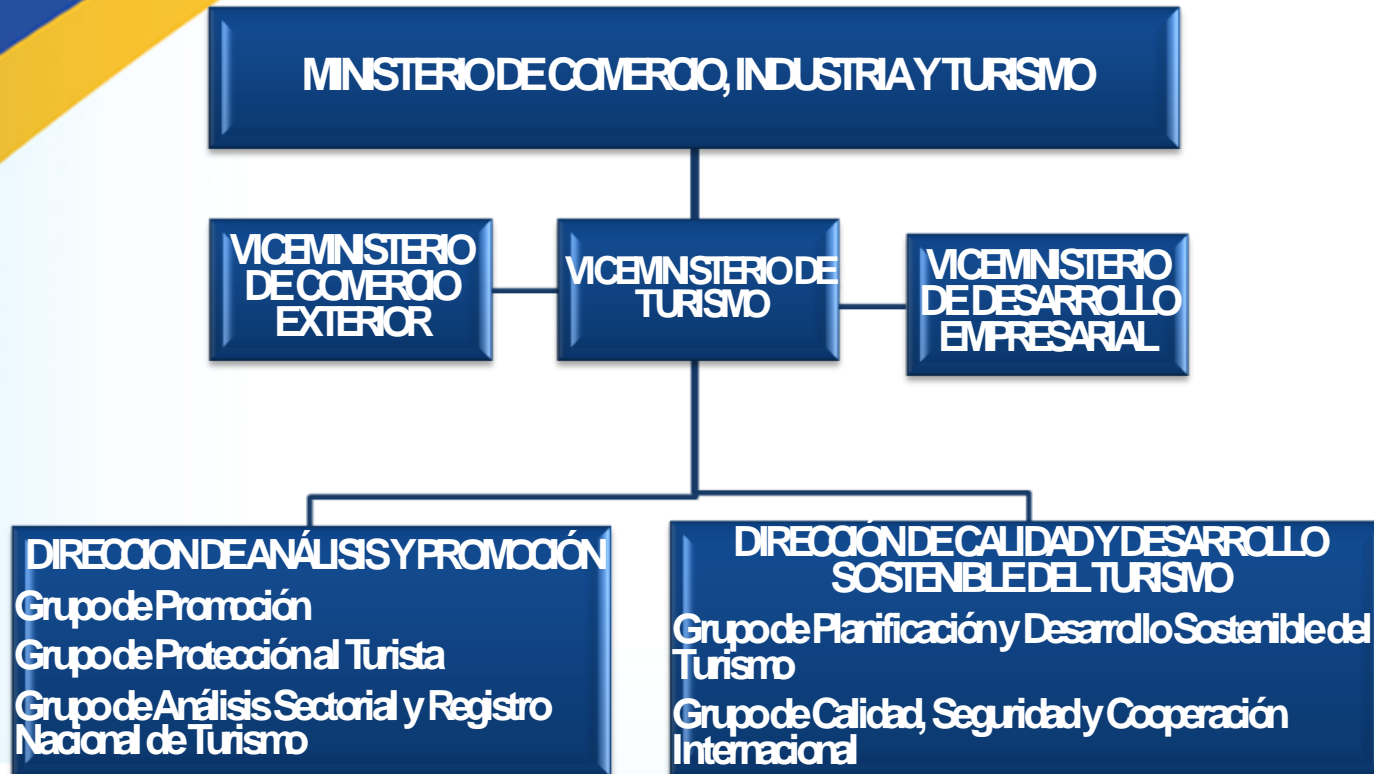 MINISTERIO DE COMERCIO, INDUSTRIA Y TURISMO
VICEMINISTERIO
DE COMERCIO
EXTERIOR
VICEMINISTERIO DE
TURISMO
VICEMINISTERIO
DE DESARROLLO
EMPRESARIAL
DIRECCION DE ANÁLISIS Y PROMOCIÓN
Grupo de Promoción
Grupo de Protección al Turista
Grupo de Análisis Sectorial y Registro
Nacional de Turismo
DIRECCIÓN DE CALIDAD Y DESARROLLO
SOSTENIBLE DEL TURISMO
Grupo de Planificación y Desarrollo Sostenible del
Turismo
Grupo de Calidad, Seguridad y Cooperación
Internacional